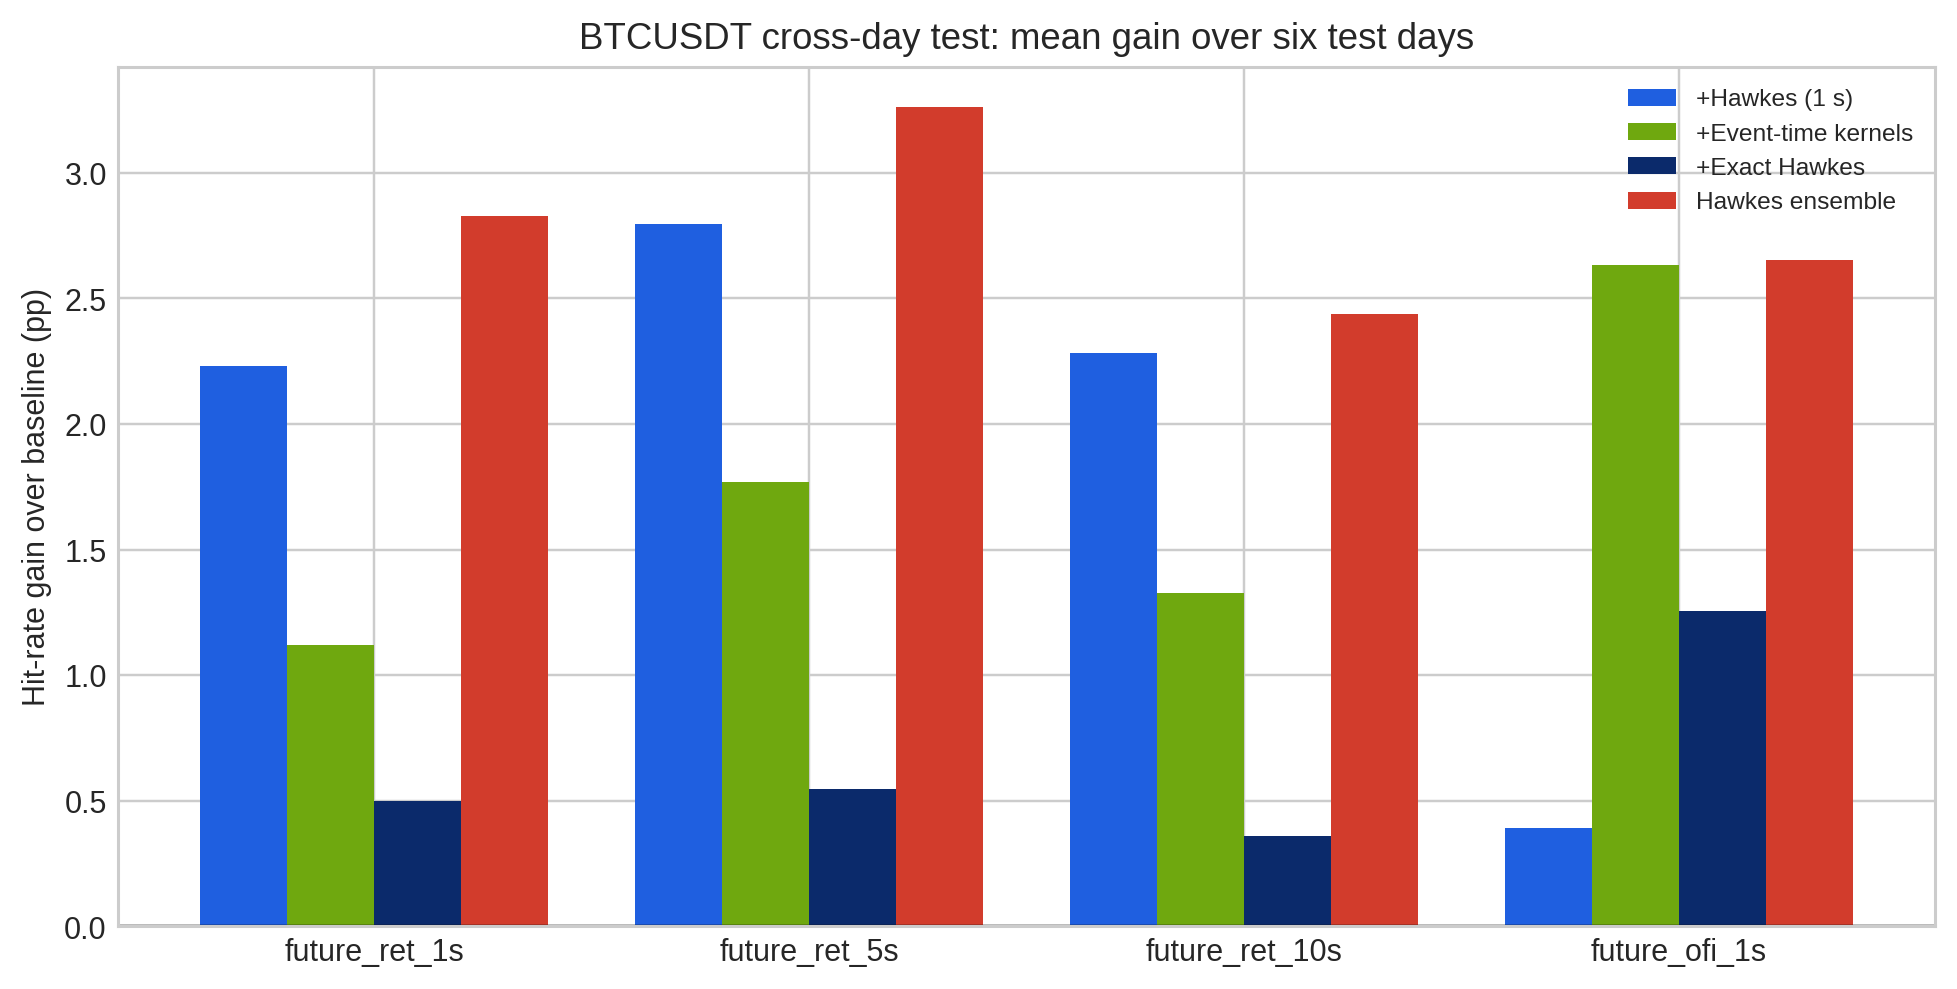 BTCUSDT cross-day test: mean gain over six test days
+Hawkes (1 s)
+Event-time kernels
+Exact Hawkes
Hawkes ensemble
Hit-rate gain over baseline (pp)
3.0
2.5
2.0
1.5
1.0
0.5
0.0
future_ret_1s
future_ret_5s
future_ret_10s
future_ofi_1s